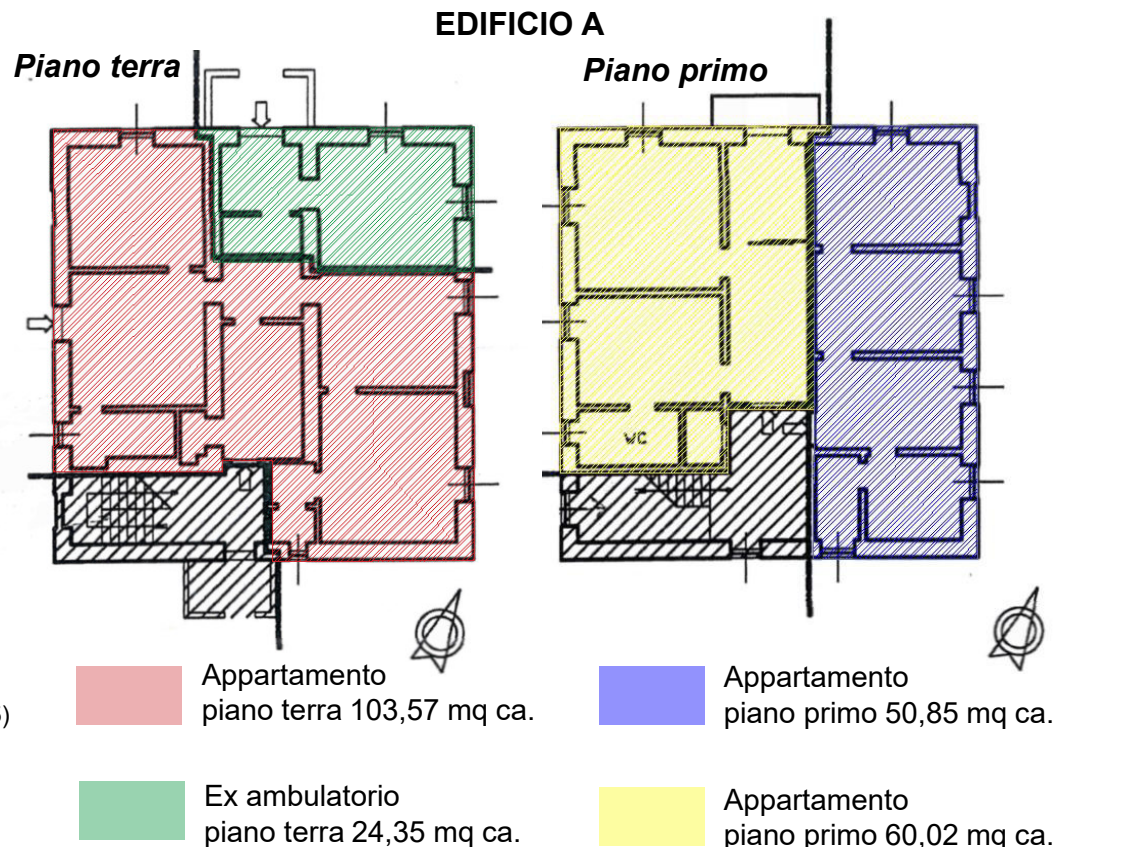 EDIFICIO A
Piano terra
Piano primo
WC
Appartamento
piano terra 103,57 mq ca.
Appartamento
piano primo 50,85 mq ca.
Ex ambulatorio
piano terra 24,35 mq ca.
Appartamento
piano primo 60,02 mq ca.